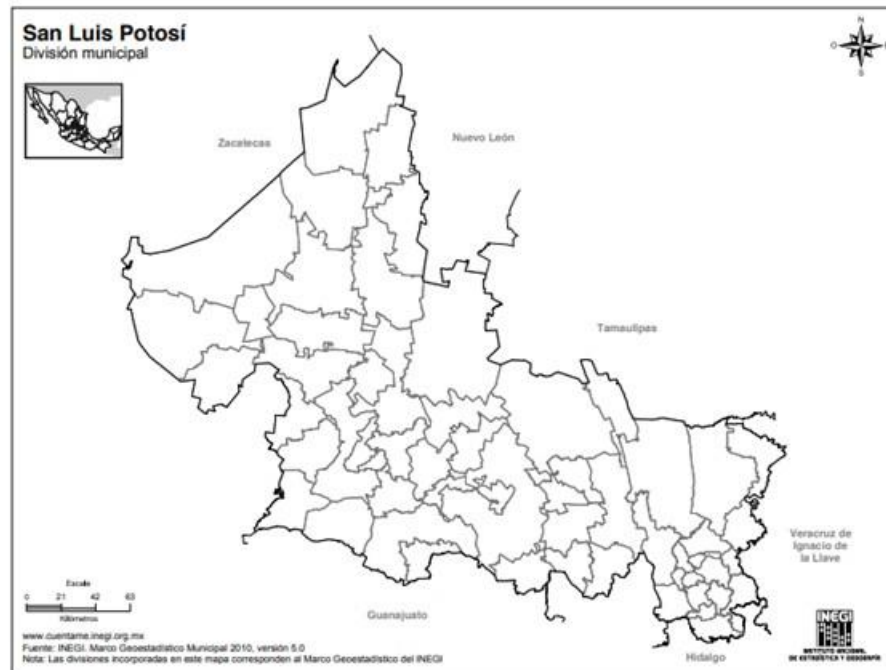 San Luis Potosí
División municipal
N
O
S
Zacatecas
Nuevo León
Tamaulipas
Veracruz de
Ignacio de
la Llave
Guanajuato
Hidalgo
Escala
0 21 42 63
Kilómetros
www.cuentame.inegi.org.mx
Fuente: INEGI. Marco Geoestadístico Municipal 2010, versión 5.0
Nota: Las divisiones incorporadas en este mapa corresponden al Marco Geoestadístico del INEGI
INEGI
INSTITUTO NACIONAL
DE ESTADÍSTICA Y GEOGRAFÍA